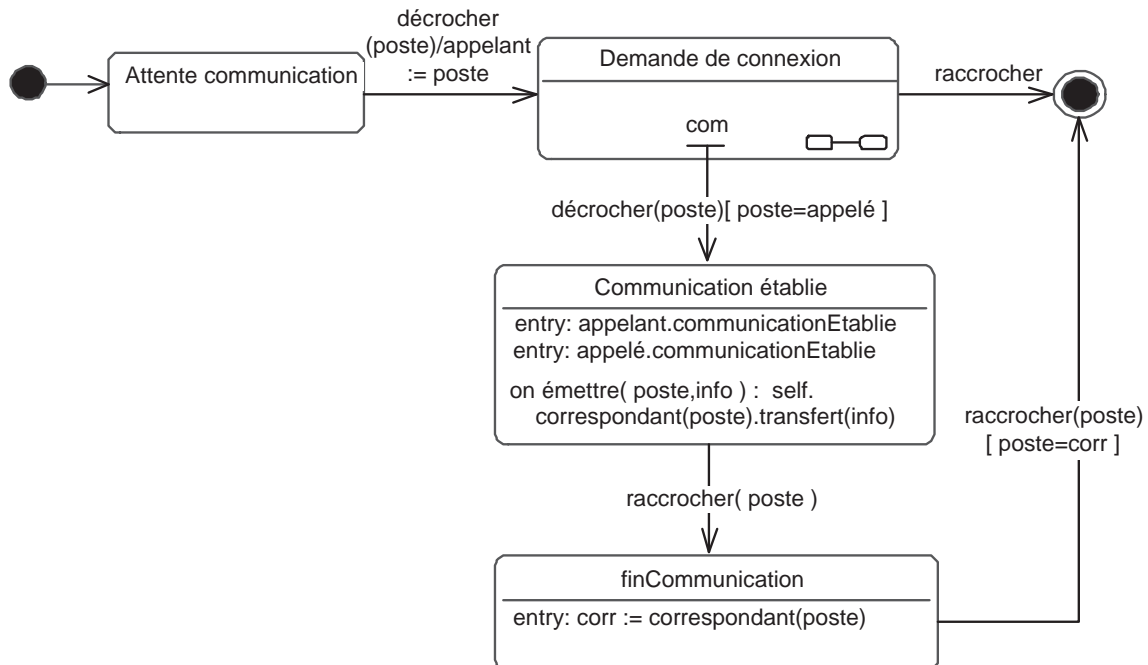 décrocher
(poste)/appelant
:= poste
Attente communication
Demande de connexion
raccrocher
com
décrocher(poste)[ poste=appelé ]
Communication établie
entry: appelant.communicationEtablie
entry: appelé.communicationEtablie
on émettre( poste,info ) : self.
correspondant(poste).transfert(info)
raccrocher(poste)
[ poste=corr ]
raccrocher( poste )
finCommunication
entry: corr := correspondant(poste)